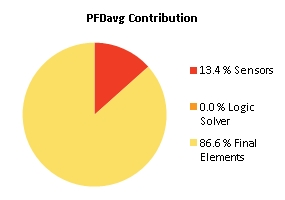 PFDavg Contribution
13.4 % Sensors
0.0 % Logic
Solver
86.6 % Final
Elements